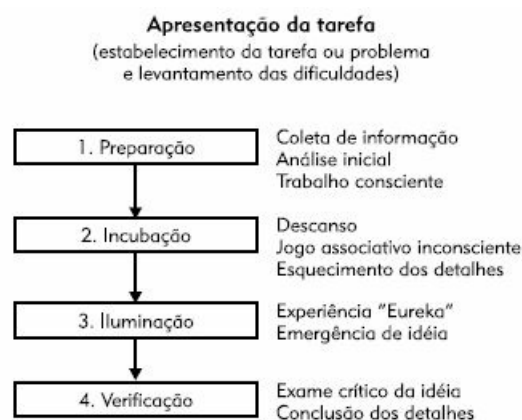 Apresentação da tarefa
(estabelecimento da tarefa ou problema
e levantamento das dificuldades)
1. Preparação
Coleta de informação
Análise inicial
Trabalho consciente
2. Incubação
Descanso
Jogo associativo inconsciente
Esquecimento dos detalhes
3. Iluminação
Experiência "Eureka"
Emergência de idéia
4. Verificação
Exame crítico da idéia
Conclusão dos detalhes